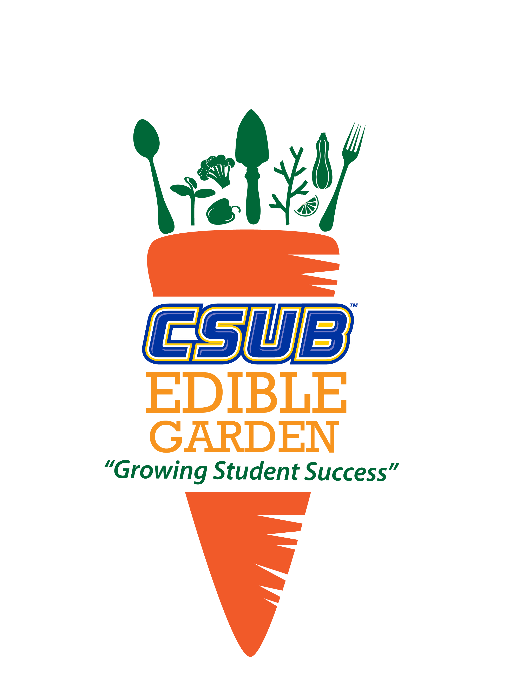 CSUB™
EDIBLE
GARDEN
“Growing Student Success”